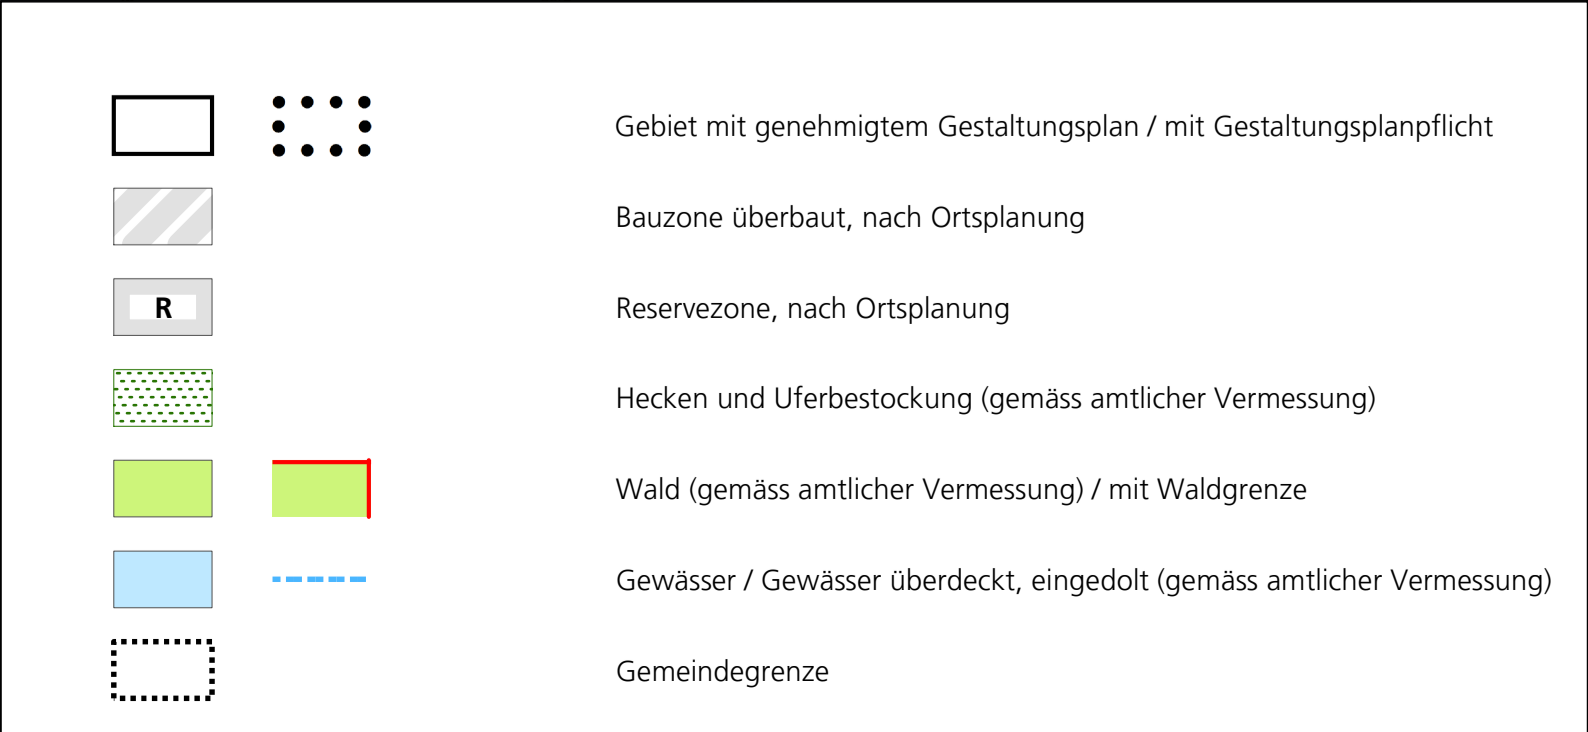 Gebiet mit genehmigtem Gestaltungsplan / mit Gestaltungsplanpflicht
Bauzone überbaut, nach Ortsplanung
R
Reservezone, nach Ortsplanung
Hecken und Uferbestockung (gemäss amtlicher Vermessung)
Wald (gemäss amtlicher Vermessung) / mit Waldgrenze
Gewässer / Gewässer überdeckt, eingedolt (gemäss amtlicher Vermessung)
Gemeindegrenze